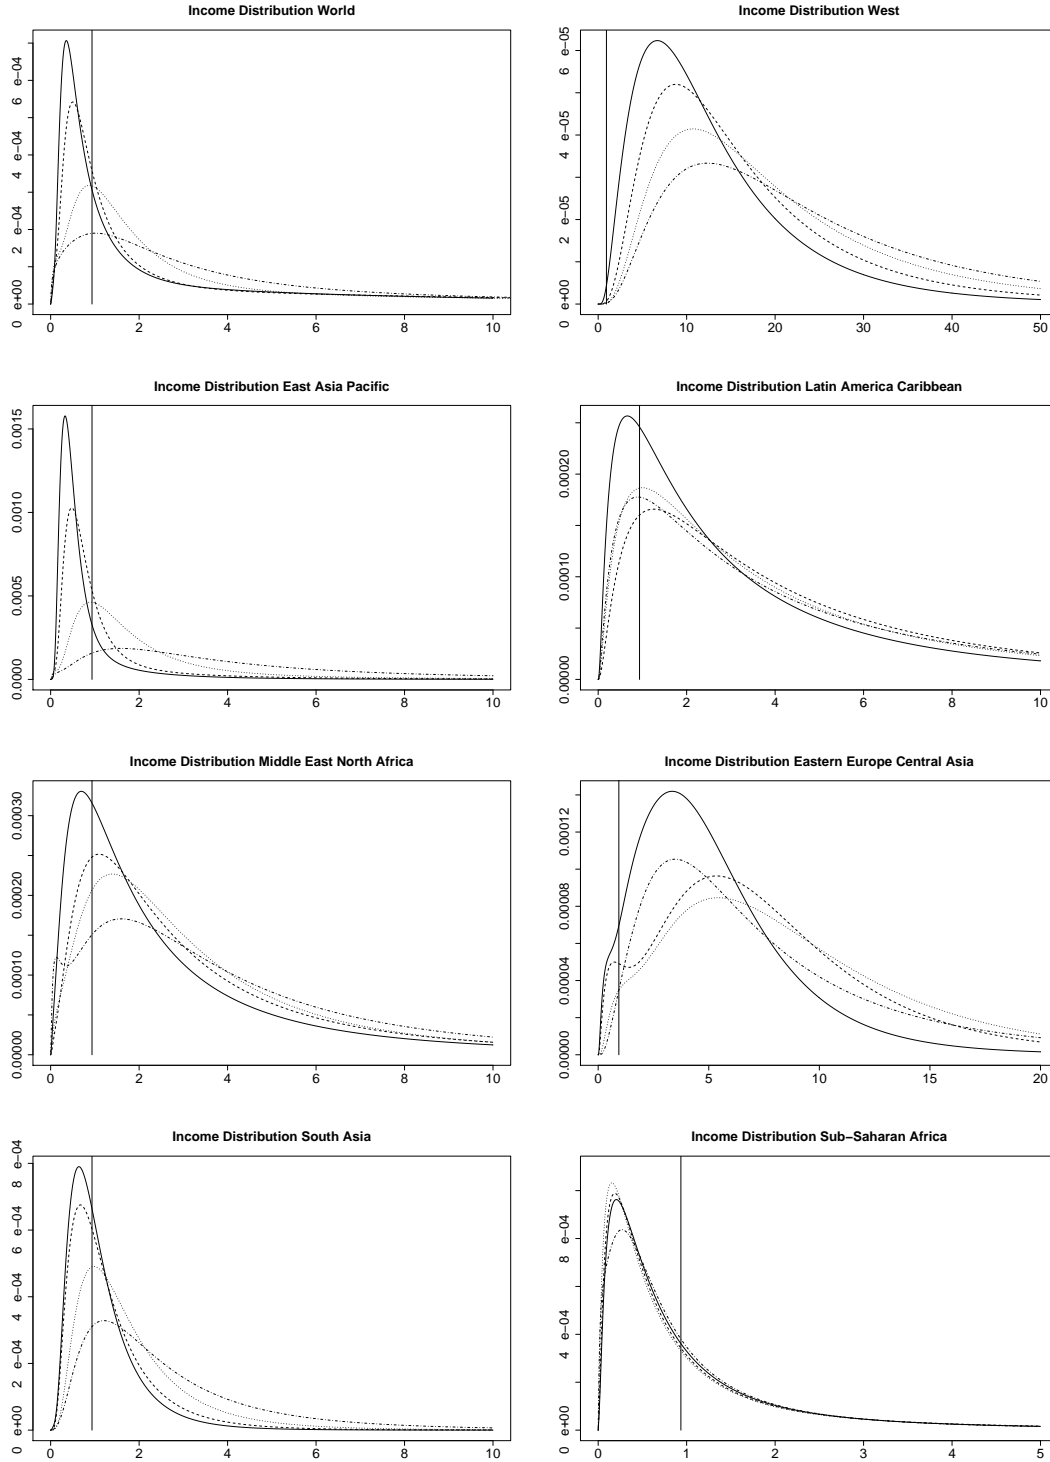 Income Distribution World
0 e+00 2 e-04 4 e-04 6 e-04
0 2 4 6 8 10
Income Distribution West
0 e+00 2 e-05 4 e-05 6 e-05
0 10 20 30 40 50
Income Distribution East Asia Pacific
0.0000 0.0005 0.0010 0.0015
0 2 4 6 8 10
Income Distribution Latin America Caribbean
0.00000 0.00010 0.00020
0 2 4 6 8 10
Income Distribution Middle East North Africa
0.00000 0.00010 0.00020 0.00030
0 2 4 6 8 10
Income Distribution Eastern Europe Central Asia
0.00000 0.00004 0.00008 0.00012
0 5 10 15 20
Income Distribution South Asia
0 e+00 2 e-04 4 e-04 6 e-04 8 e-04
0 2 4 6 8 10
Income Distribution Sub−Saharan Africa
0 e+00 4 e-04 8 e-04
0 1 2 3 4 5